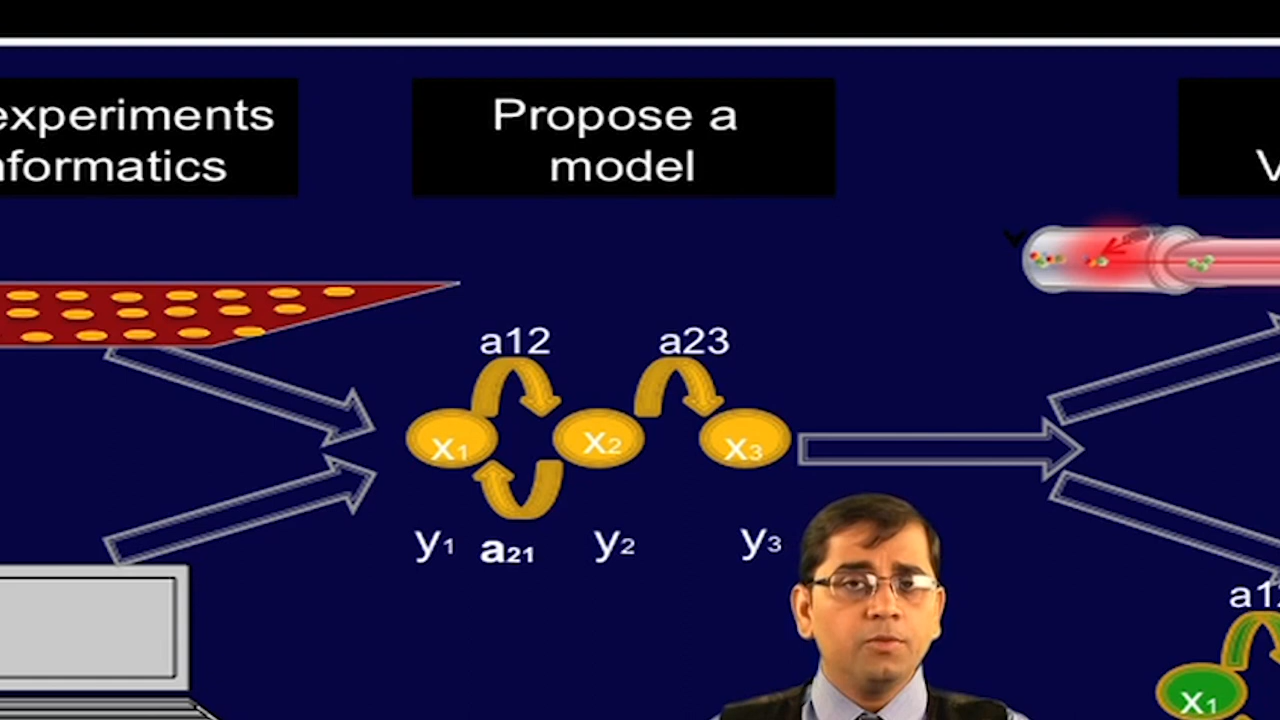 experiments
nformatics
Propose a
model
V
a12
a23
x1
x2
x3
y1
a21
y2
y3
a1
x1